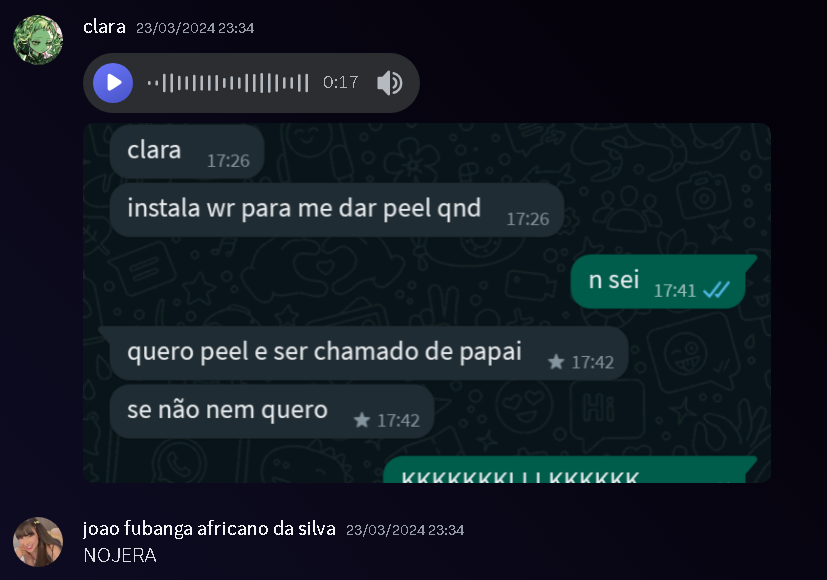 clara 23/03/2024 23:34
0:17
clara 17:26
instala wr para me dar peel qnd 17:26
n sei 17:41
quero peel e ser chamado de papai 17:42
se não nem quero 17:42
joao fubanga africano da silva 23/03/2024 23:34
NOJERA